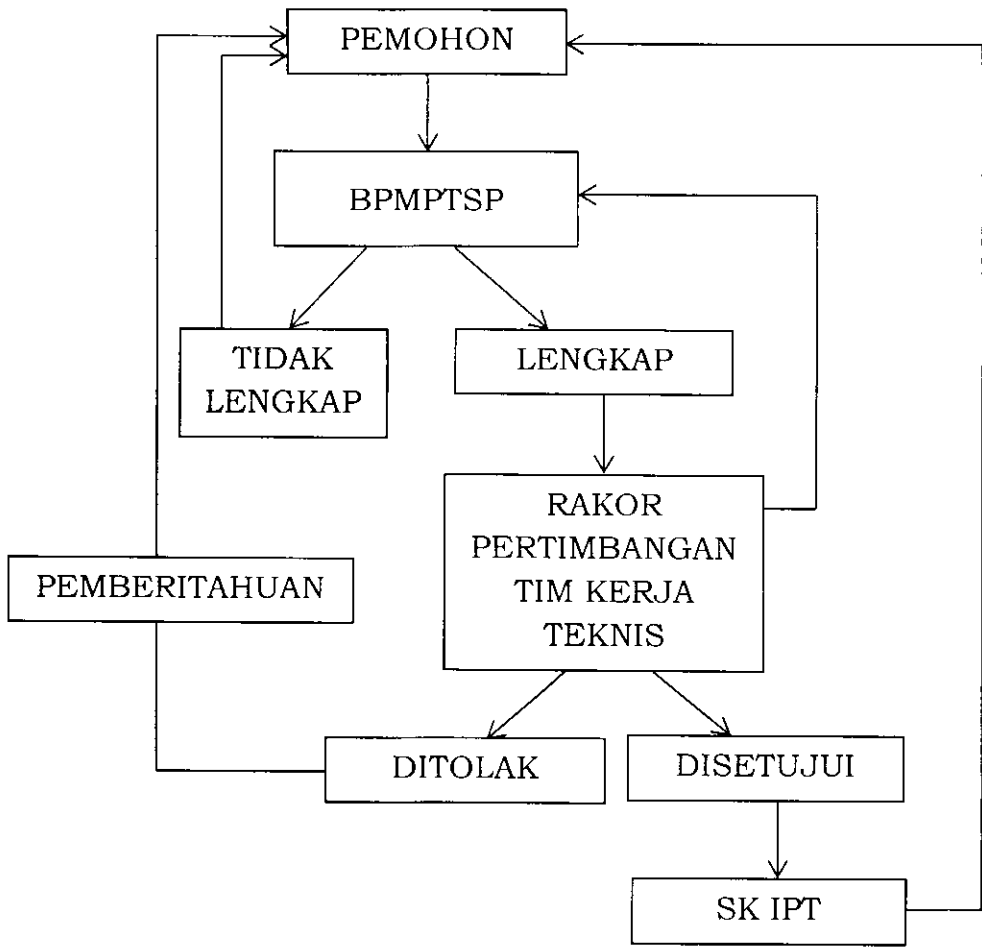 PEMOHON
BPMPTSP
TIDAK
LENGKAP
LENGKAP
RAKOR
PERTIMBANGAN
TIM KERJA
TEKNIS
PEMBERITAHUAN
DITOLAK
DISETUJUI
SK IPT